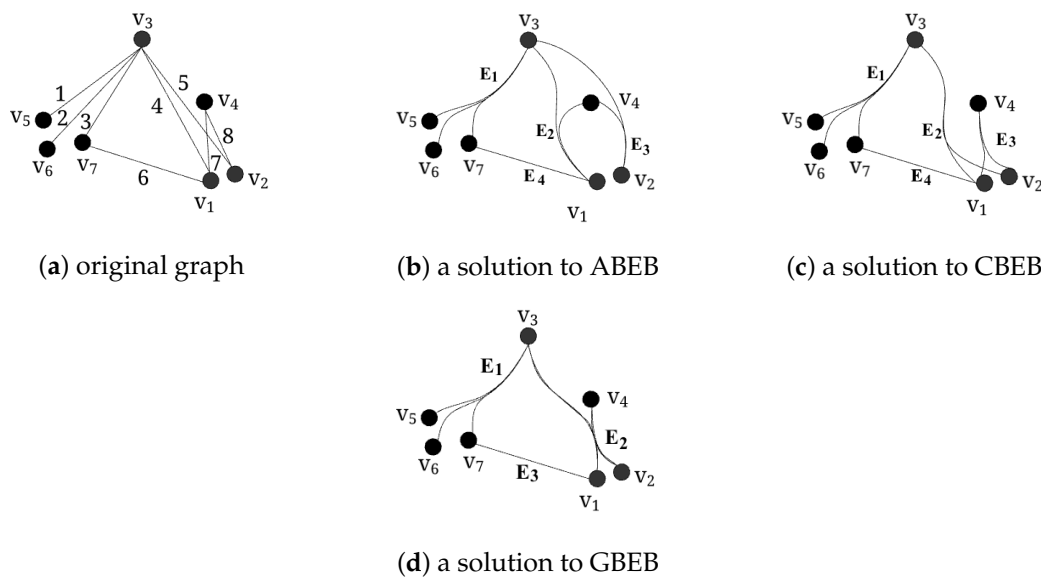 v3
1
5
4
v4
v5
2
3
8
v6
v7
7
v2
6
v1
(a) original graph
v3
E1
v4
v5
E2
E3
v6
v7
E4
v2
v1
(b) a solution to ABEB
v3
E1
v4
v5
E2
E3
v6
v7
E4
v2
v1
(c) a solution to CBEB
v3
E1
v4
v5
E2
v6
v7
E3
v2
v1
(d) a solution to GBEB